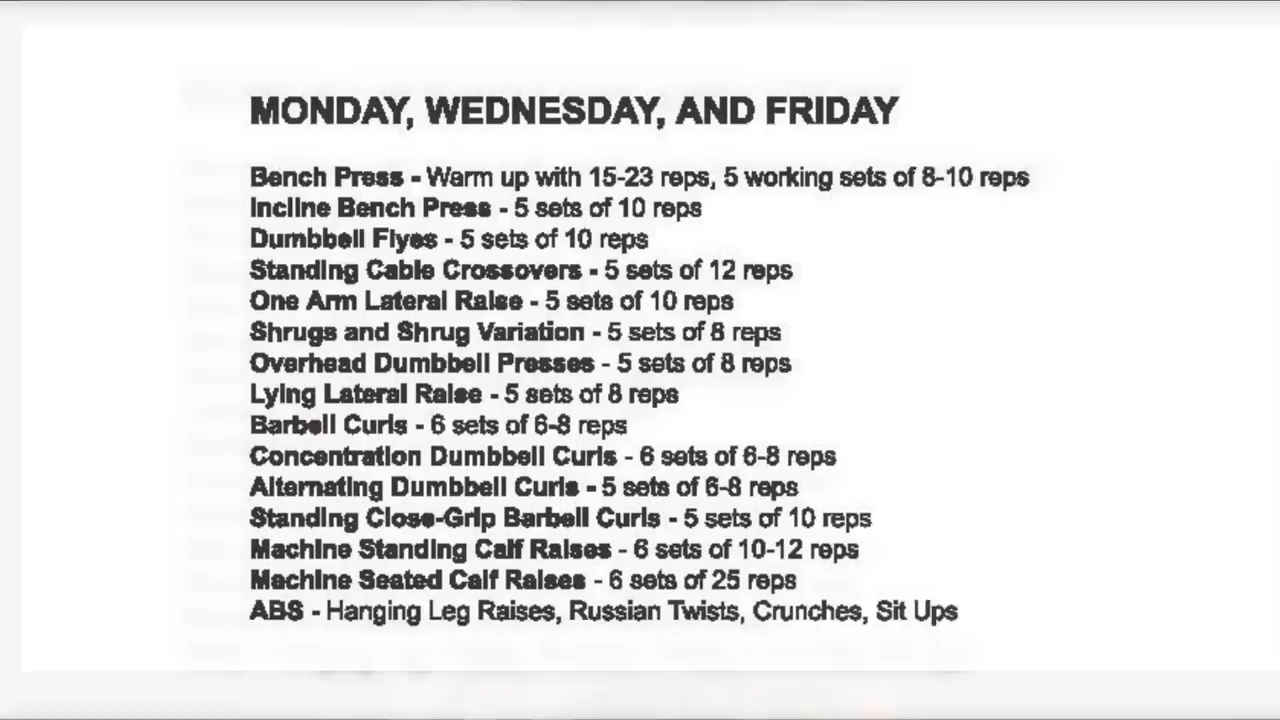 MONDAY, WEDNESDAY, AND FRIDAY
Bench Press - Warm up with 15-23 reps, 5 working sets of 8-10 reps
Incline Bench Press - 5 sets of 10 reps
Dumbbell Flyes - 5 sets of 10 reps
Standing Cable Crossovers - 5 sets of 12 reps
One Arm Lateral Raise - 5 sets of 10 reps
Shrugs and Shrug Variation - 5 sets of 8 reps
Overhead Dumbbell Presses - 5 sets of 8 reps
Lying Lateral Raise - 5 sets of 8 reps
Barbell Curls - 6 sets of 6-8 reps
Concentration Dumbbell Curls - 6 sets of 6-8 reps
Alternating Dumbbell Curls - 5 sets of 6-8 reps
Standing Close-Grip Barbell Curls - 5 sets of 10 reps
Machine Standing Calf Raises - 6 sets of 10-12 reps
Machine Seated Calf Raises - 6 sets of 25 reps
ABS - Hanging Leg Raises, Russian Twists, Crunches, Sit Ups